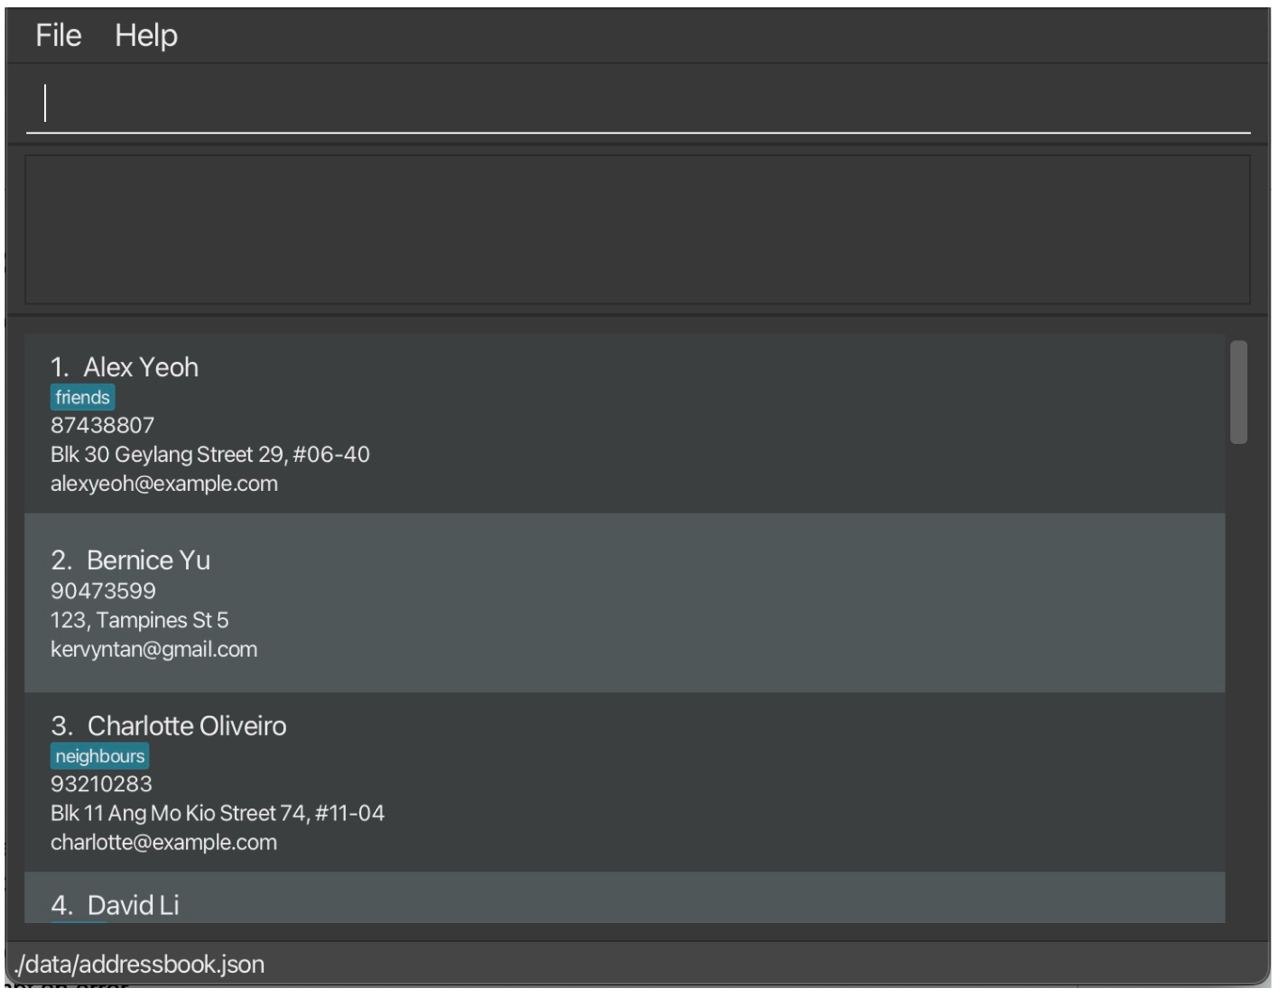 File Help
1. Alex Yeoh
friends
87438807
Blk 30 Geylang Street 29, #06-40
alexyeoh@example.com
2. Bernice Yu
90473599
123, Tampines St 5
kervyntan@gmail.com
3. Charlotte Oliveiro
neighbours
93210283
Blk 11 Ang Mo Kio Street 74, #11-04
charlotte@example.com
4. David Li
./data/addressbook.json